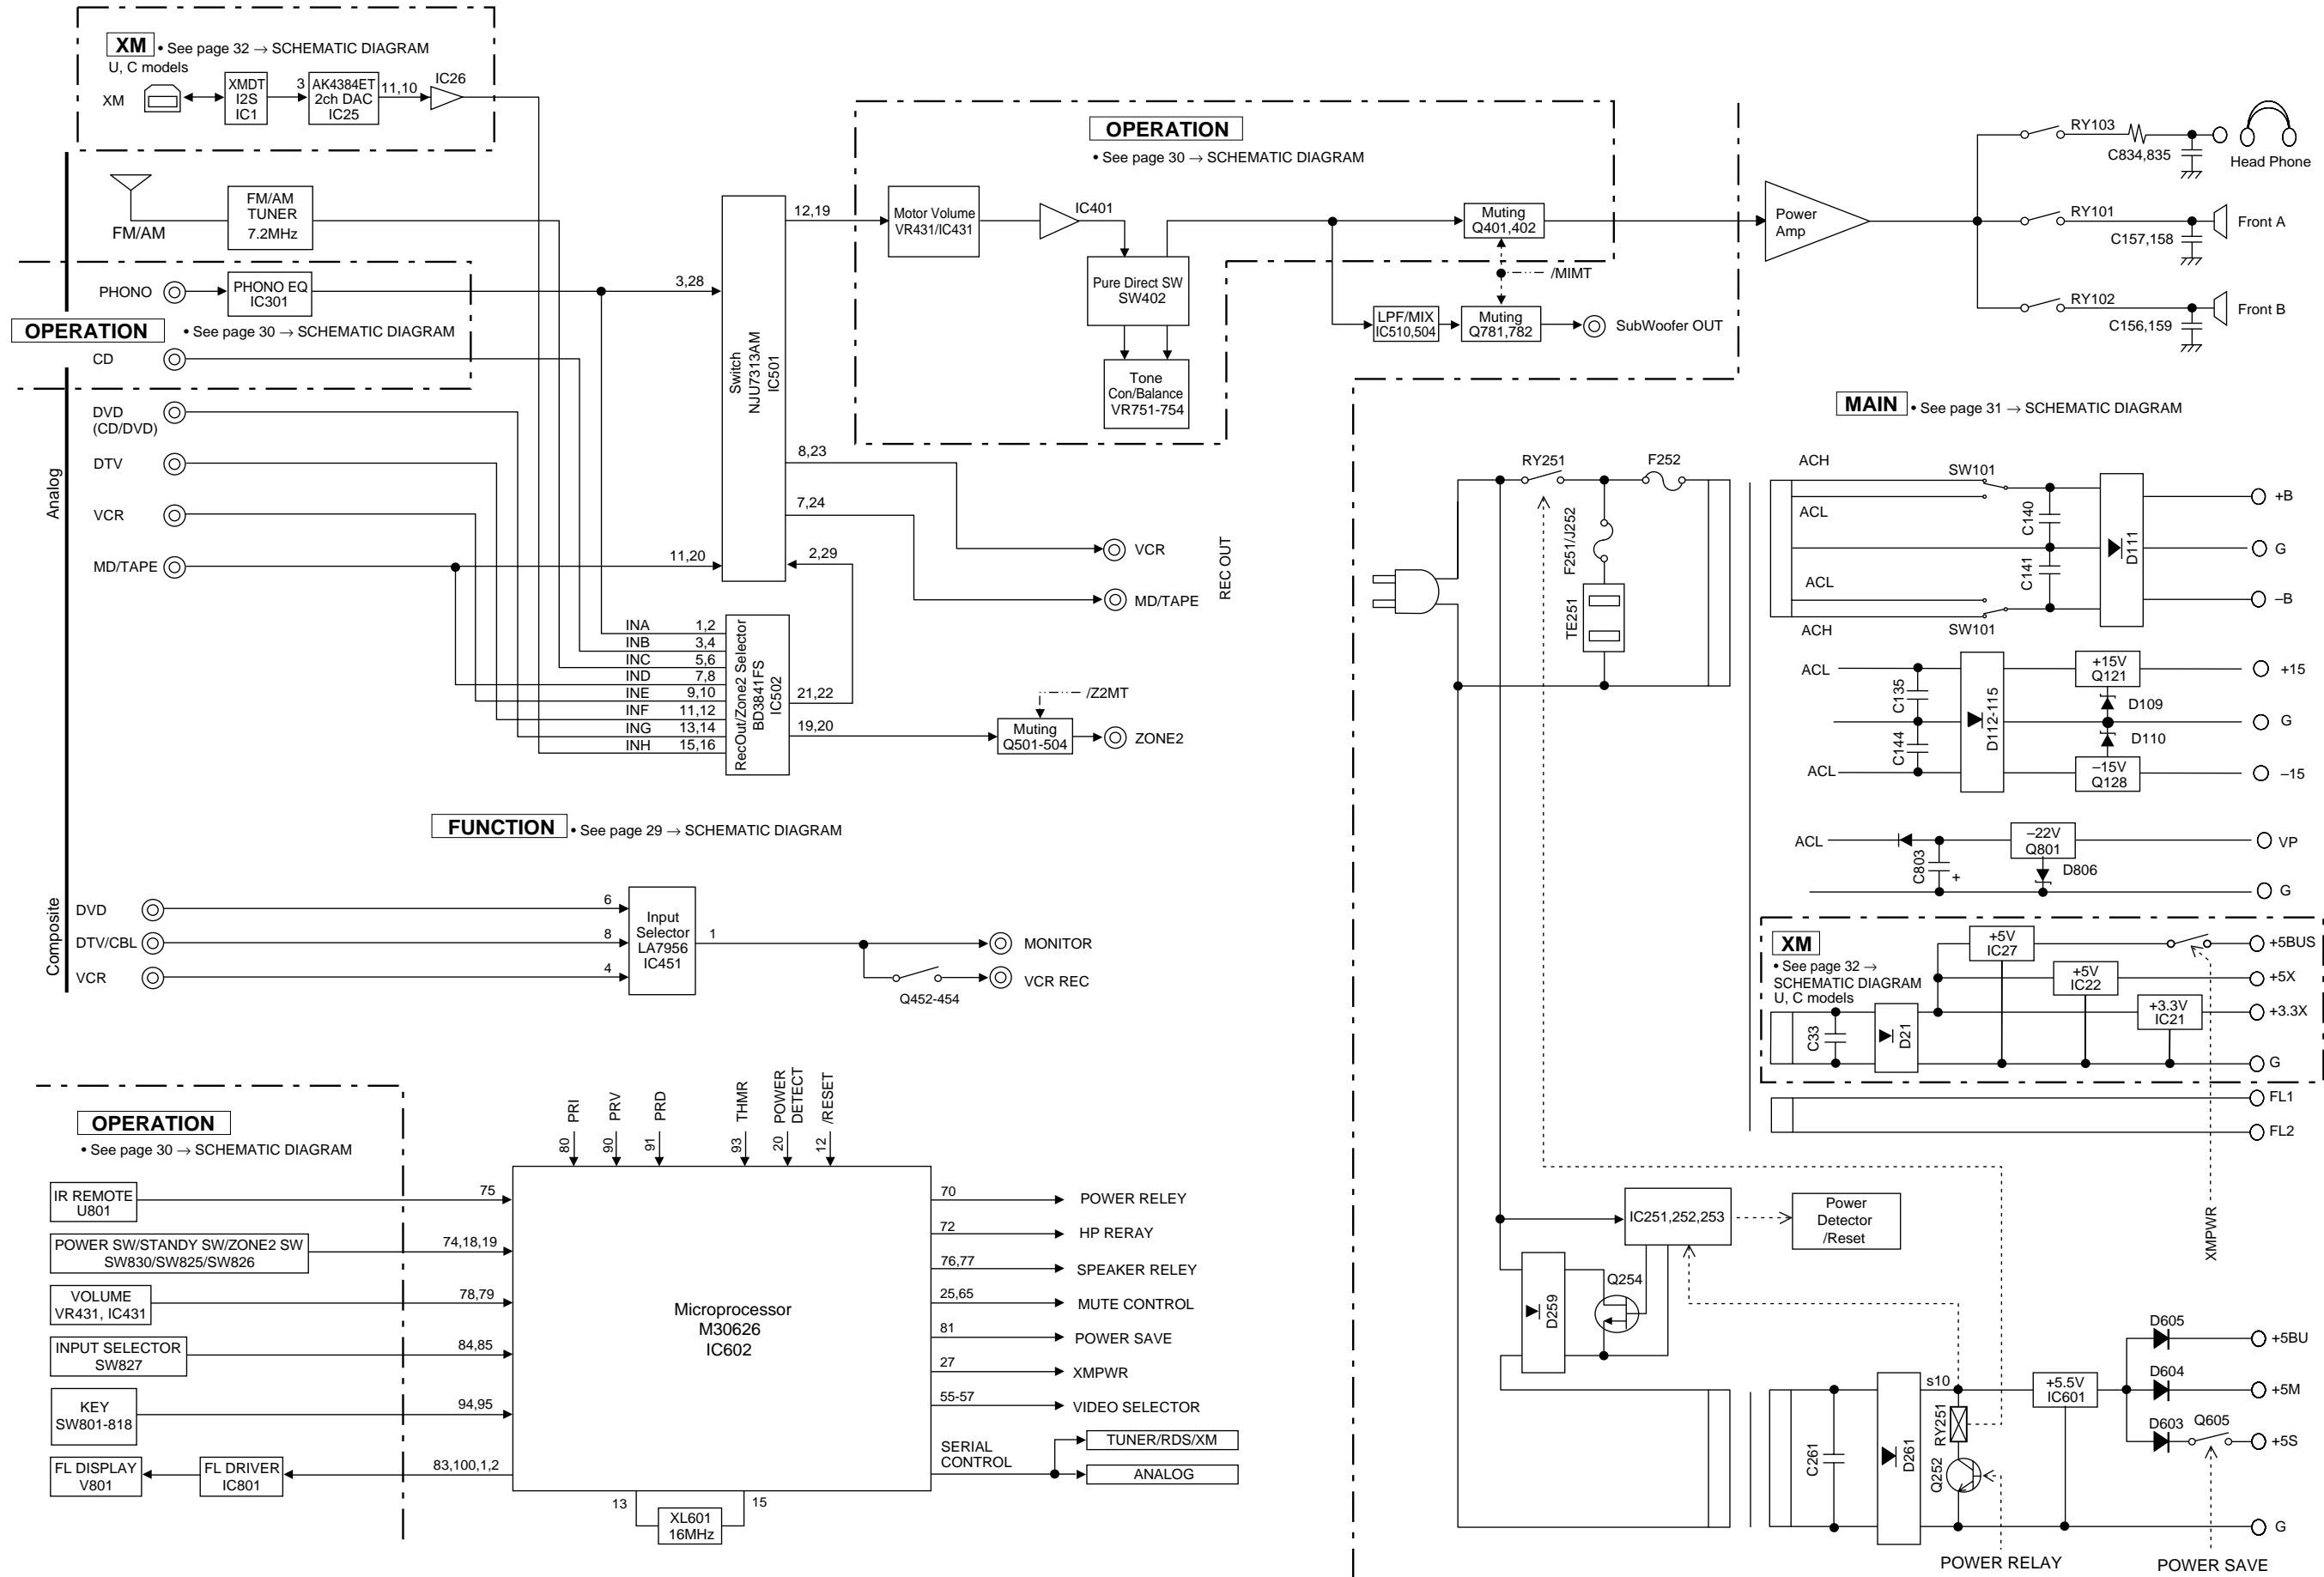 XM • See page 32 → SCHEMATIC DIAGRAM
U, C models
XM
XMDT
I2S
IC1
3
AK4384ET
2ch DAC
IC25
11,10
IC26
FM/AM
FM/AM
TUNER
7.2MHz
PHONO
PHONO EQ
IC301
OPERATION • See page 30 → SCHEMATIC DIAGRAM
CD
Analog
DVD
(CD/DVD)
DTV
VCR
MD/TAPE
3,28
11,20
Switch
NJU7313AM
IC501
12,19
8,23
7,24
2,29
INA 1,2
INB 3,4
INC 5,6
IND 7,8
INE 9,10
INF 11,12
ING 13,14
INH 15,16
RecOut/Zone2 Selector
BD3841FS
IC502
21,22
19,20
OPERATION
• See page 30 → SCHEMATIC DIAGRAM
Motor Volume
VR431/IC431
IC401
Pure Direct SW
SW402
Tone
Con/Balance
VR751-754
Muting
Q401,402
/MIMT
LPF/MIX
IC510,504
Muting
Q781,782
SubWoofer OUT
VCR
MD/TAPE
REC OUT
/Z2MT
Muting
Q501-504
ZONE2
Power
Amp
RY103
C834,835
Head Phone
RY101
C157,158
Front A
RY102
C156,159
Front B
MAIN • See page 31 → SCHEMATIC DIAGRAM
FUNCTION • See page 29 → SCHEMATIC DIAGRAM
Composite
DVD
DTV/CBL
VCR
6
8
4
Input
Selector
LA7956
IC451
1
MONITOR
VCR REC
Q452-454
OPERATION
• See page 30 → SCHEMATIC DIAGRAM
IR REMOTE
U801
75
POWER SW/STANDY SW/ZONE2 SW
SW830/SW825/SW826
74,18,19
VOLUME
VR431, IC431
78,79
INPUT SELECTOR
SW827
84,85
KEY
SW801-818
94,95
FL DISPLAY
V801
FL DRIVER
IC801
83,100,1,2
80 PRI
90 PRV
91 PRD
93 THMR
20 POWER
DETECT
12 /RESET
Microprocessor
M30626
IC602
13
XL601
16MHz
15
70 POWER RELEY
72 HP RERAY
76,77 SPEAKER RELEY
25,65 MUTE CONTROL
81 POWER SAVE
27 XMPWR
55-57 VIDEO SELECTOR
SERIAL
CONTROL
TUNER/RDS/XM
ANALOG
RY251
F252
F251/J252
TE251
ACH
SW101
ACL
C140
C141
ACL
ACH
SW101
D111
+B
G
–B
ACL
C135
C144
ACL
D112-115
+15V
Q121
D109
D110
–15V
Q128
+15
G
–15
ACL
C803
+
–22V
Q801
D806
VP
G
XM
• See page 32 →
SCHEMATIC DIAGRAM
U, C models
C33
D21
+5V
IC27
+5V
IC22
+3.3V
IC21
+5BUS
+5X
+3.3X
G
FL1
FL2
XMPWR
IC251,252,253
Power
Detector
/Reset
D259
Q254
C261
D261
s10
RY251
Q252
+5.5V
IC601
D605
D604
D603
Q605
+5BU
+5M
+5S
G
POWER RELAY
POWER SAVE